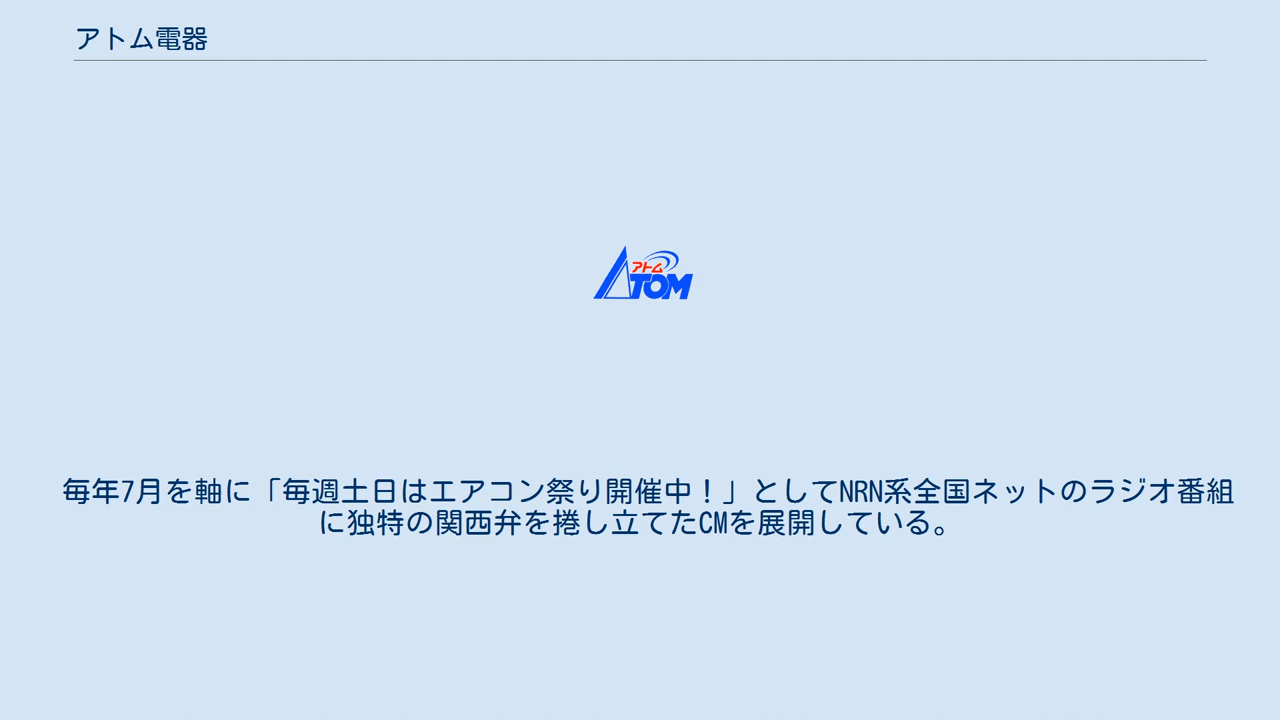 アトム電器
アトム
ATOM
毎年7月を軸に「毎週土日はエアコン祭り開催中！」としてNRN系全国ネットのラジオ番組
に独特の関西弁を捲し立てたCMを展開している。